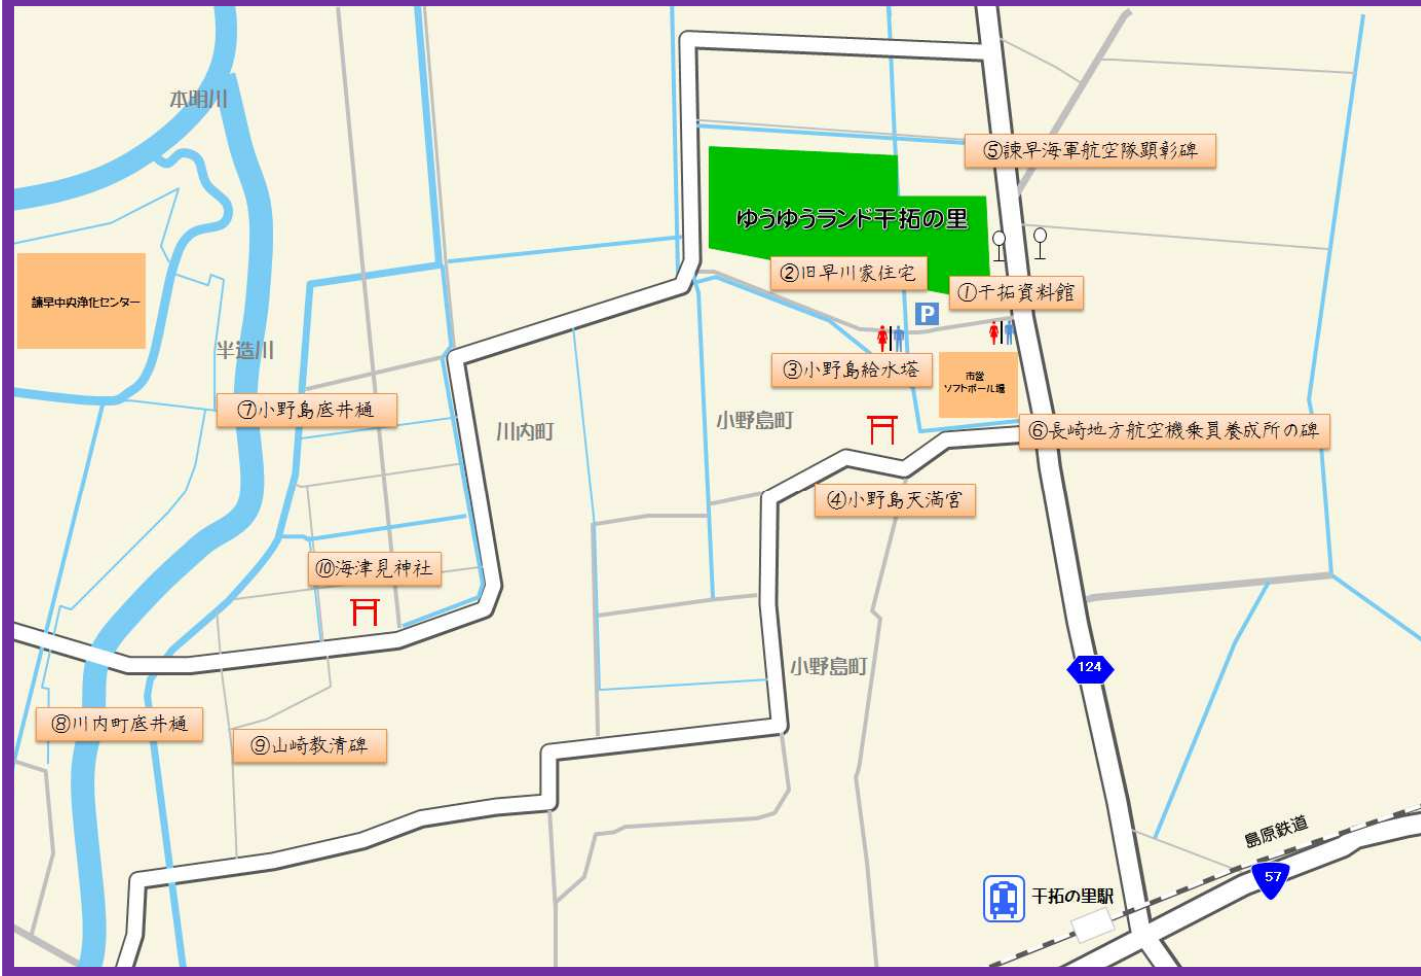 本明川
⑤諫早海軍航空隊顕彰碑
ゆうゆうランド干拓の里
②旧早川家住宅
①干拓資料館
諫早中央浄化センター
P
半造川
③小野島給水塔
市営
ソフトボール場
⑦小野島底井樋
川内町
小野島町
⑥長崎地方航空機乗員養成所の碑
④小野島天満宮
⑩海津見神社
小野島町
124
⑧川内町底井樋
⑨山崎教清碑
島原鉄道
57
干拓の里駅